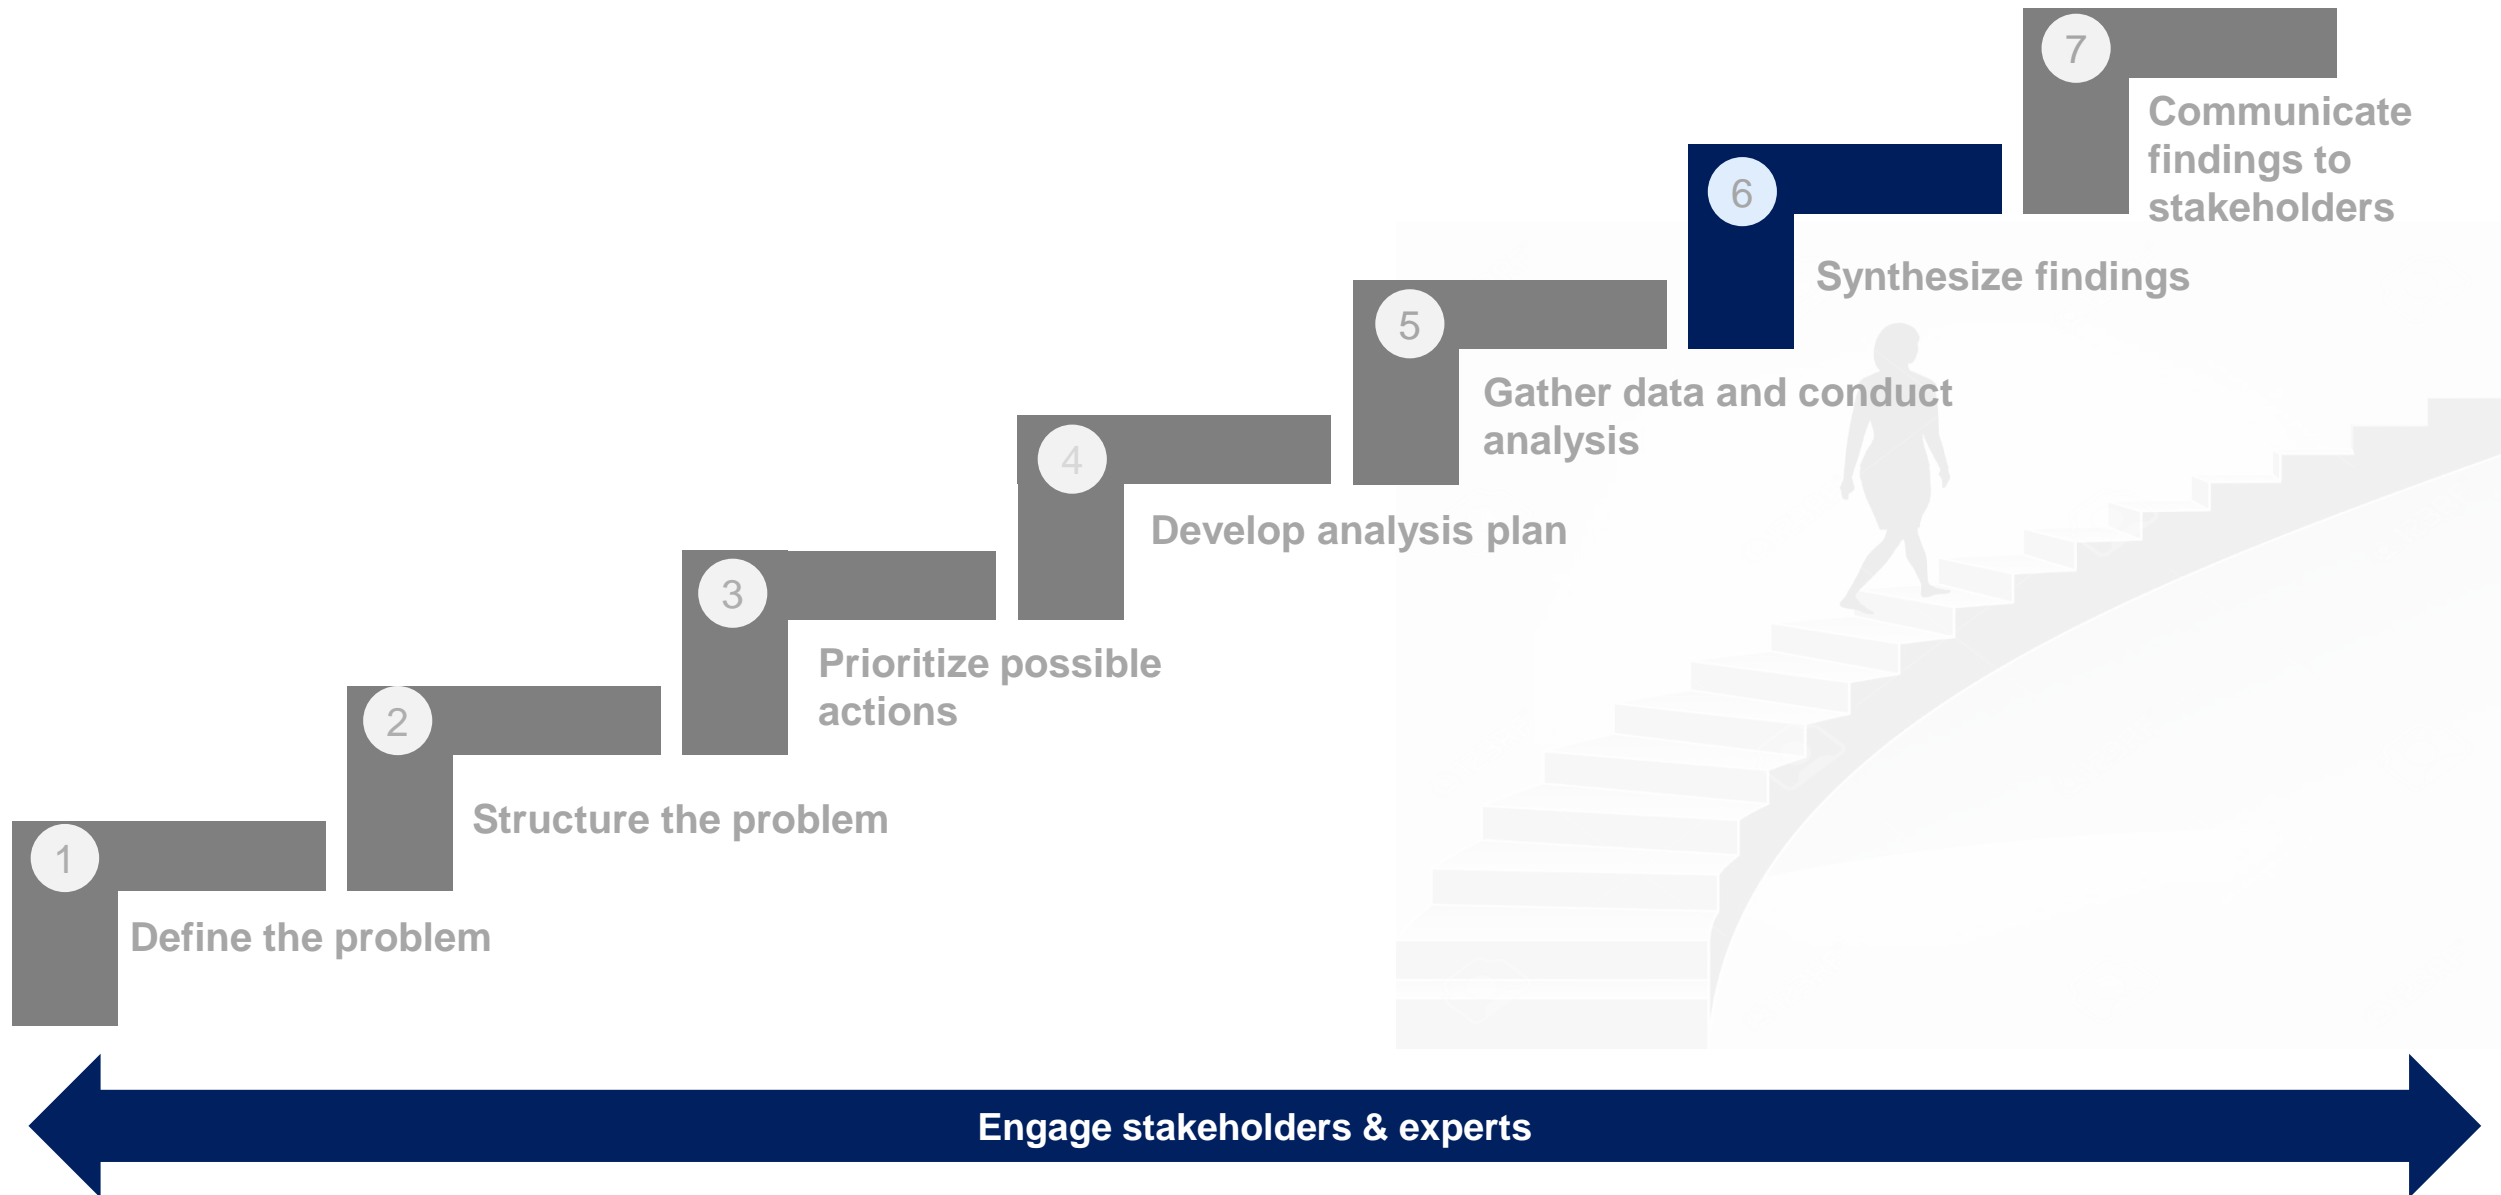 1
Define the problem
2
Structure the problem
3
Prioritize possible
actions
4
Develop analysis plan
5
Gather data and conduct
analysis
6
Synthesize findings
7
Communicate
findings to
stakeholders
Engage stakeholders & experts